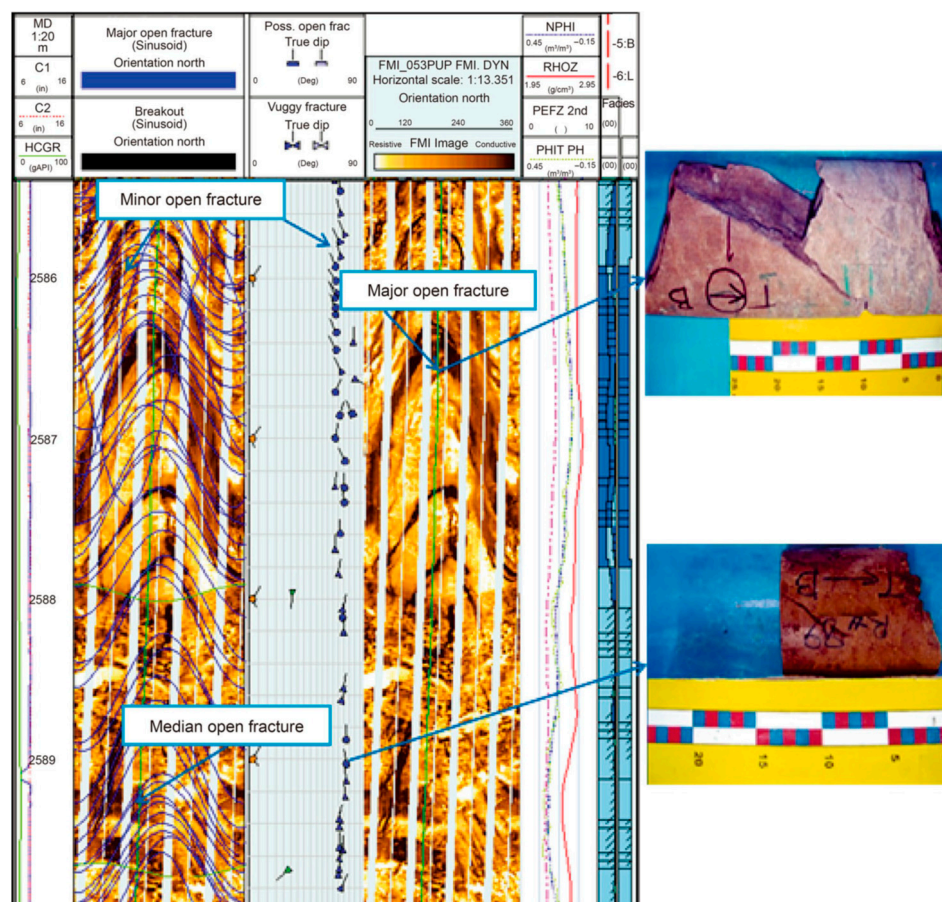 MD
1:20
m
C1
6 16
(in)
C2
6 16
(in)
HCGR
0 100
(gAPI)
Major open fracture
(Sinusoid)
Orientation north
Breakout
(Sinusoid)
Orientation north
Poss. open frac
True dip
0 (Deg) 90
Vuggy fracture
True dip
0 (Deg) 90
FMI_053PUP FMI. DYN
Horizontal scale: 1:13.351
Orientation north
0 120 240 360
Resistive FMI Image Conductive
NPHI
0.45 −0.15
(m³/m³)
RHOZ
1.95 2.95
(g/cm³)
PEFZ 2nd
0 ( ) 10
PHIT PH
0.45 −0.15
(m³/m³)
-5:B
-6:L
Facies
(00)
(00) (00)
Minor open fracture
2586
Major open fracture
2587
2588
Median open fracture
2589
T B
25 20 15 10 5 0
T B
RW 89
20 15 10 5